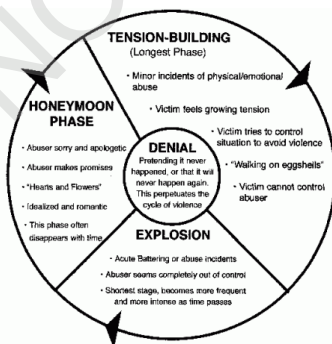 TENSION-BUILDING
(Longest Phase)
• Minor incidents of physical/emotional
abuse
• Victim feels growing tension
• Victim tries to control
situation to avoid violence
• "Walking on eggshells"
• Victim cannot control
abuser
HONEYMOON
PHASE
• Abuser sorry and apologetic
• Abuser makes promises
• "Hearts and Flowers"
• Idealized and romantic
• This phase often
disappears with time
DENIAL
Pretending it never
happened, or that it will
never happen again.
This perpetuates the
cycle of violence
EXPLOSION
• Acute Battering or abuse incidents
• Abuser seems completely out of control
• Shortest stage, becomes more frequent
and more intense as time passes